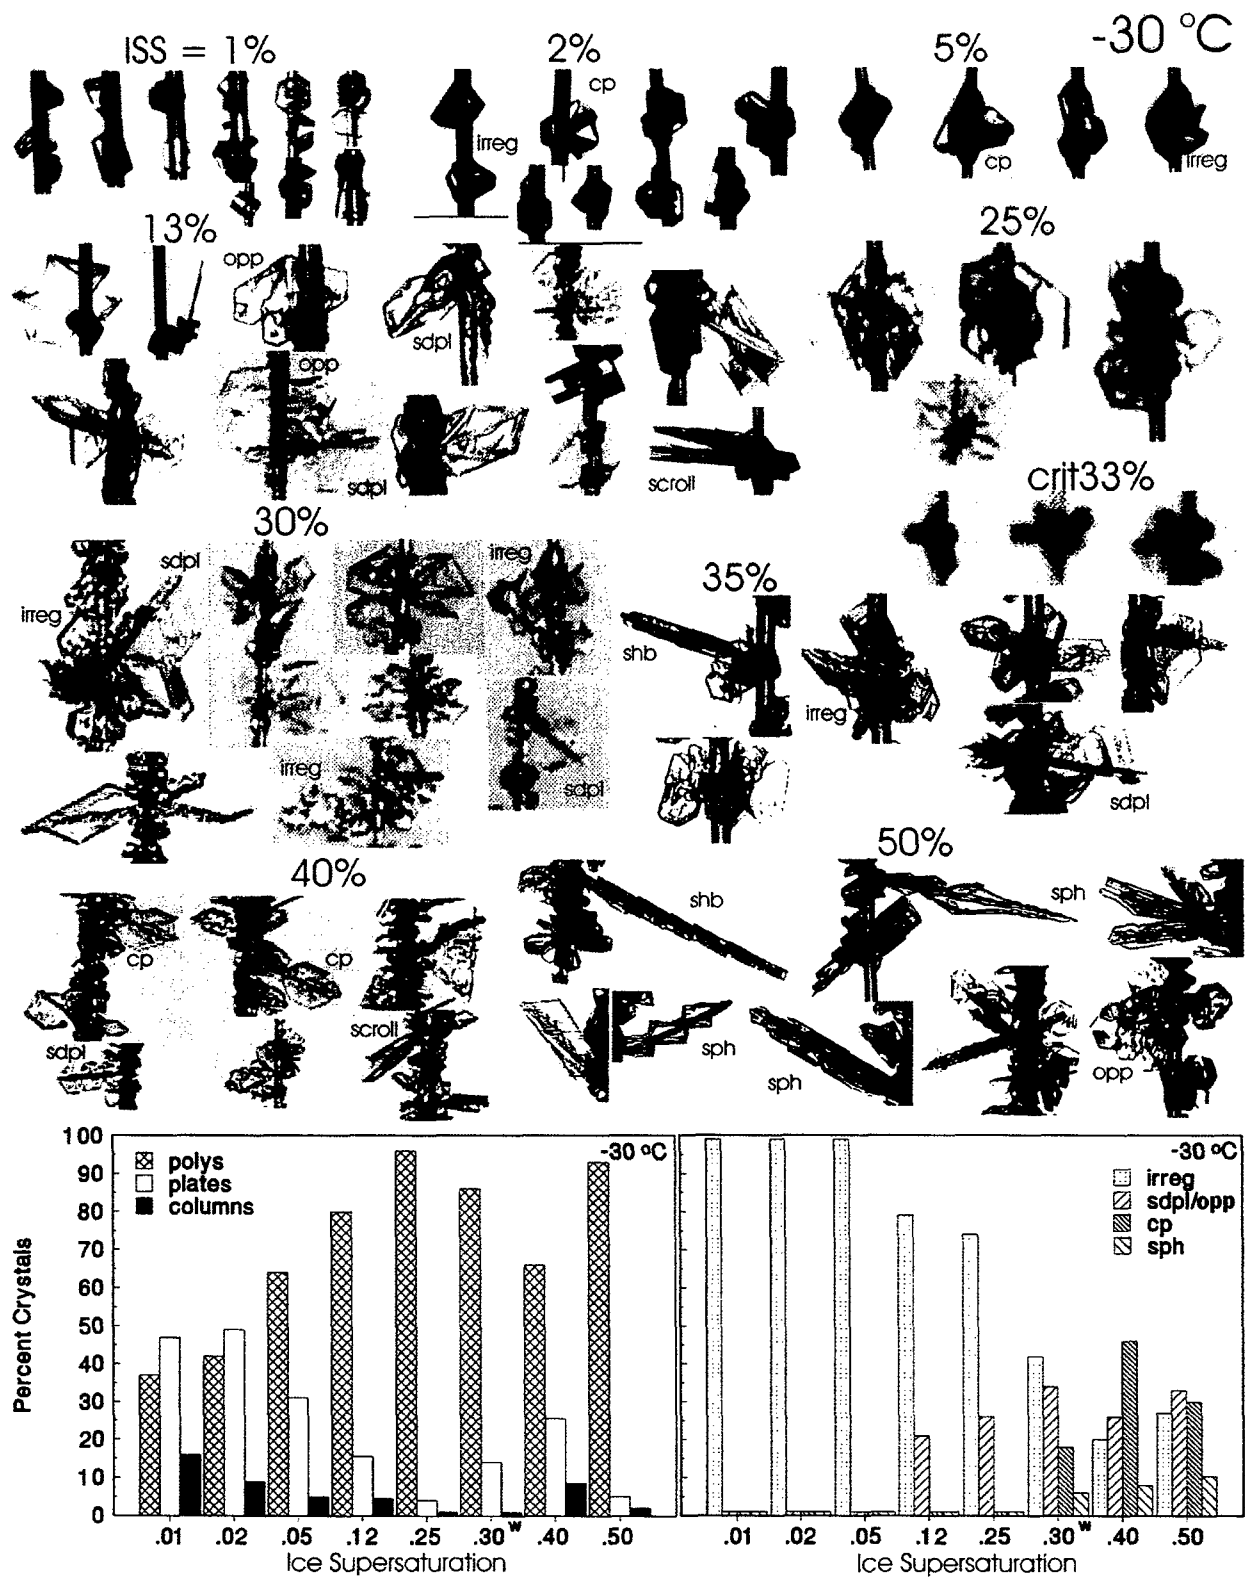 ISS = 1%
2%
5%
-30 °C
cp
irreg
cp
irreg
13%
25%
opp
sdpl
opp
sdpl
scroll
crit33%
30%
sdpl
irreg
irreg
35%
shb
irreg
irreg
sdpl
sdpl
40%
50%
shb
sph
cp
cp
scroll
sdpl
sph
sph
opp
100
90
80
70
60
50
40
30
20
10
0
Percent Crystals
-30 ºC
polys
plates
columns
.01 .02 .05 .12 .25 .30 w .40 .50
Ice Supersaturation
-30 ºC
irreg
sdpl/opp
cp
sph
.01 .02 .05 .12 .25 .30 w .40 .50
Ice Supersaturation